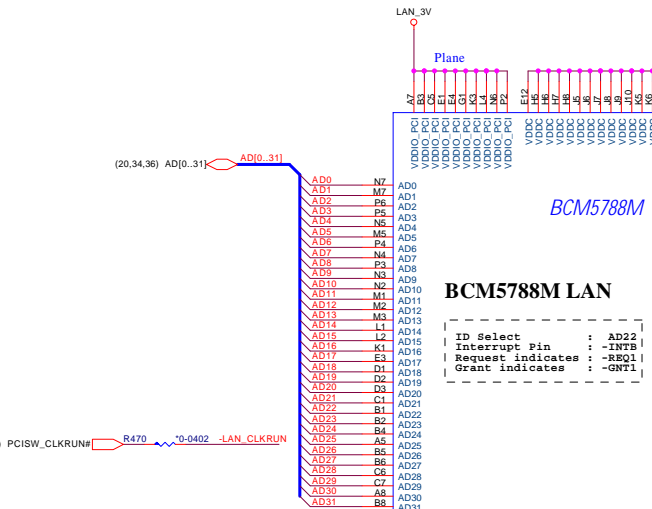 LAN_3V
Plane
A7 B3 C5 E1 E4 G1 K3 L4 N6 P2
E12 H5 H6 H7 H8 J5 J6 J7 J8 J9 J10 K5 K6
VDDIO_PCI VDDIO_PCI VDDIO_PCI VDDIO_PCI VDDIO_PCI VDDIO_PCI VDDIO_PCI VDDIO_PCI VDDIO_PCI VDDIO_PCI
VDDC VDDC VDDC VDDC VDDC VDDC VDDC VDDC VDDC VDDC VDDC VDDC VDDC
(20,34,36) AD[0..31] AD[0..31]
AD0 N7 AD0
AD1 M7 AD1
AD2 P6 AD2
AD3 P5 AD3
AD4 N5 AD4
AD5 M5 AD5
AD6 P4 AD6
AD7 N4 AD7
AD8 P3 AD8
AD9 N3 AD9
AD10 N2 AD10
AD11 M1 AD11
AD12 M2 AD12
AD13 M3 AD13
AD14 L1 AD14
AD15 L2 AD15
AD16 K1 AD16
AD17 E3 AD17
AD18 D1 AD18
AD19 D2 AD19
AD20 D3 AD20
AD21 C1 AD21
AD22 B1 AD22
AD23 B2 AD23
AD24 B4 AD24
AD25 A5 AD25
AD26 B5 AD26
AD27 B6 AD27
AD28 C6 AD28
AD29 C7 AD29
AD30 A8 AD30
AD31 B8 AD31
BCM5788M
BCM5788M LAN
ID Select : AD22
Interrupt Pin : -INTB
Request indicates : -REQ1
Grant indicates : -GNT1
PCISW_CLKRUN# R470 *0-0402 -LAN_CLKRUN